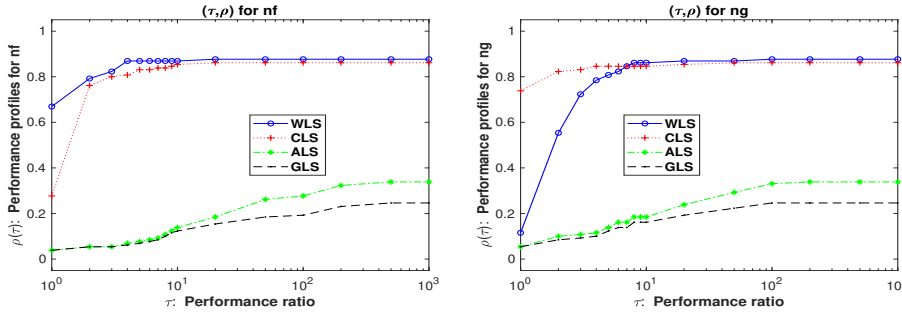 (τ,ρ) for nf
ρ(τ): Performance profiles for nf
1
0.8
0.6
0.4
0.2
0
WLS
CLS
ALS
GLS
10^0
10^1
10^2
10^3
τ: Performance ratio
(τ,ρ) for ng
ρ(τ): Performance profiles for ng
1
0.8
0.6
0.4
0.2
0
WLS
CLS
ALS
GLS
10^0
10^1
10^2
10^3
τ: Performance ratio